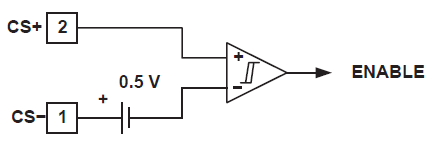 CS+ 2
+
0.5 V
ENABLE
+
-
CS- 1